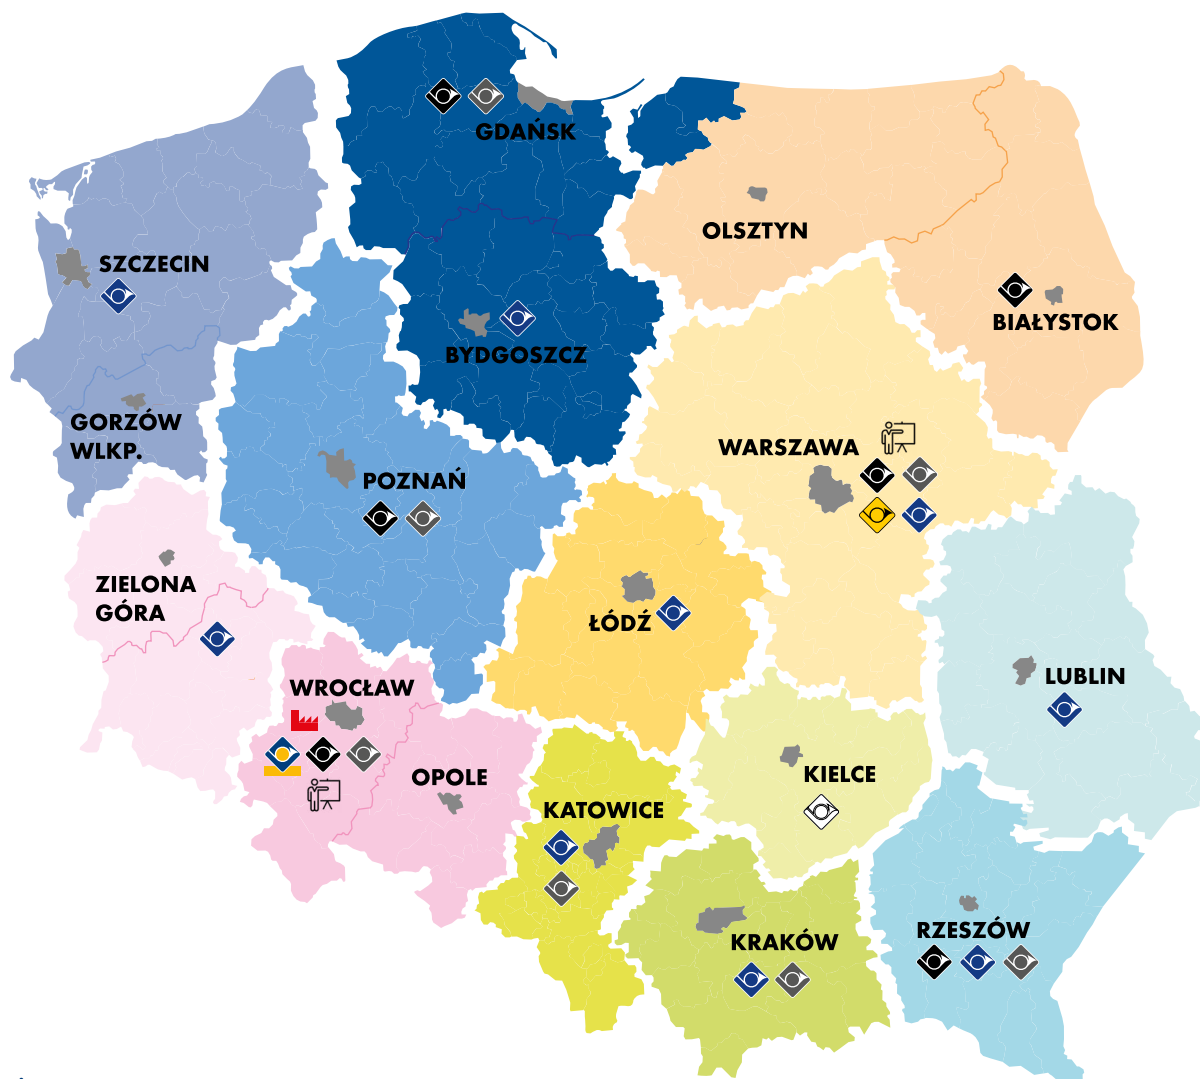 GDAŃSK
OLSZTYN
SZCZECIN
BIAŁYSTOK
BYDGOSZCZ
GORZÓW
WLKP.
WARSZAWA
POZNAŃ
ZIELONA
GÓRA
ŁÓDŹ
LUBLIN
WROCŁAW
OPOLE
KIELCE
KATOWICE
RZESZÓW
KRAKÓW